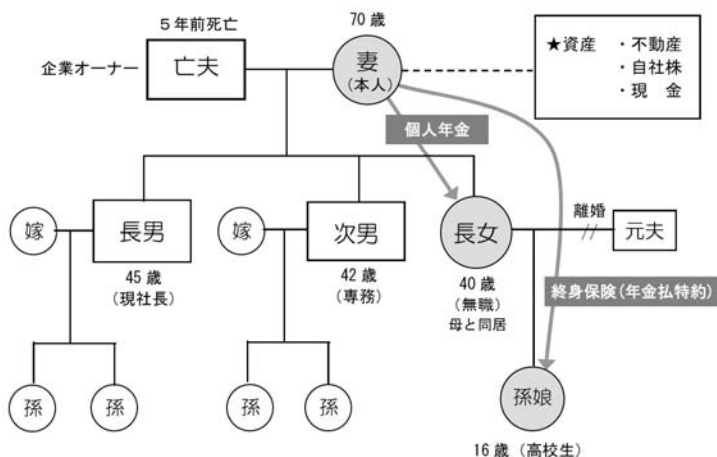 5年前死亡
70歳
企業オーナー
亡夫
妻
(本人)
★資産 ・不動産
・自社株
・現 金
個人年金
嫁
長男
嫁
次男
長女
離婚
元夫
45歳
(現社長)
42歳
(専務)
40歳
(無職)
母と同居
終身保険(年金払特約)
孫
孫
孫
孫
孫娘
16歳(高校生)